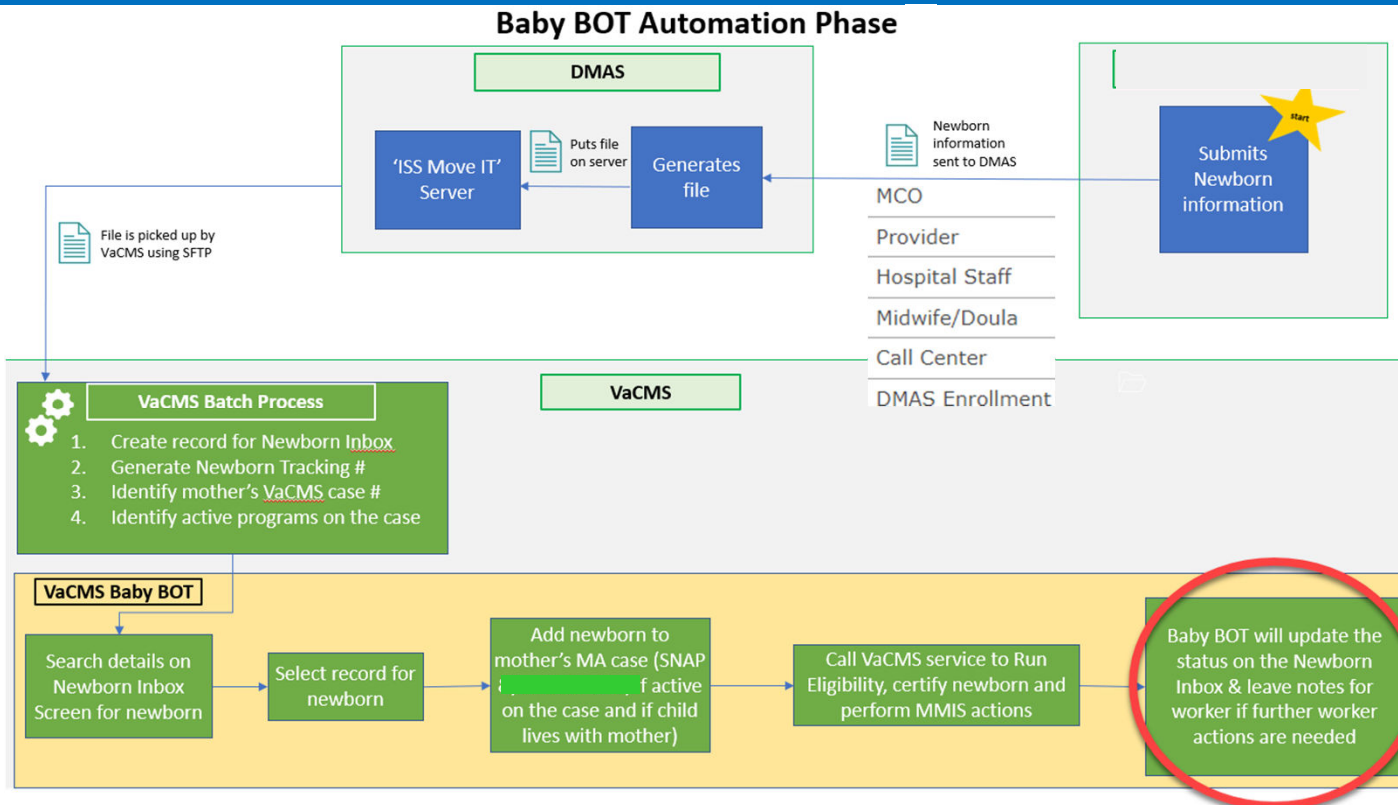 Baby BOT Automation Phase
DMAS
'ISS Move IT'
Server
Puts file
on server
Generates
file
Newborn
information
sent to DMAS
start
Submits
Newborn
information
MCO
Provider
Hospital Staff
Midwife/Doula
Call Center
DMAS Enrollment
File is picked up by
VaCMS using SFTP
VaCMS
VaCMS Batch Process
1. Create record for Newborn Inbox
2. Generate Newborn Tracking #
3. Identify mother's VaCMS case #
4. Identify active programs on the case
VaCMS Baby BOT
Search details on
Newborn Inbox
Screen for newborn
Select record for
newborn
Add newborn to
mother's MA case (SNAP
f active
on the case and if child
lives with mother)
Call VaCMS service to Run
Eligibility, certify newborn and
perform MMIS actions
Baby BOT will update the
status on the Newborn
Inbox & leave notes for
worker if further worker
actions are needed